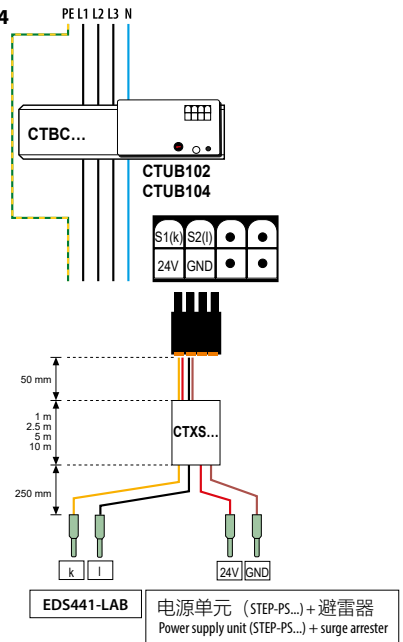 4
PE L1 L2 L3 N
CTBC...
CTUB102
CTUB104
S1(k) S2(l)
24V GND
50 mm
1 m
2.5 m
5 m
10 m
CTXS...
250 mm
k l 24V GND
EDS441-LAB
电源单元（STEP-PS...）+ 避雷器
Power supply unit (STEP-PS...) + surge arrester